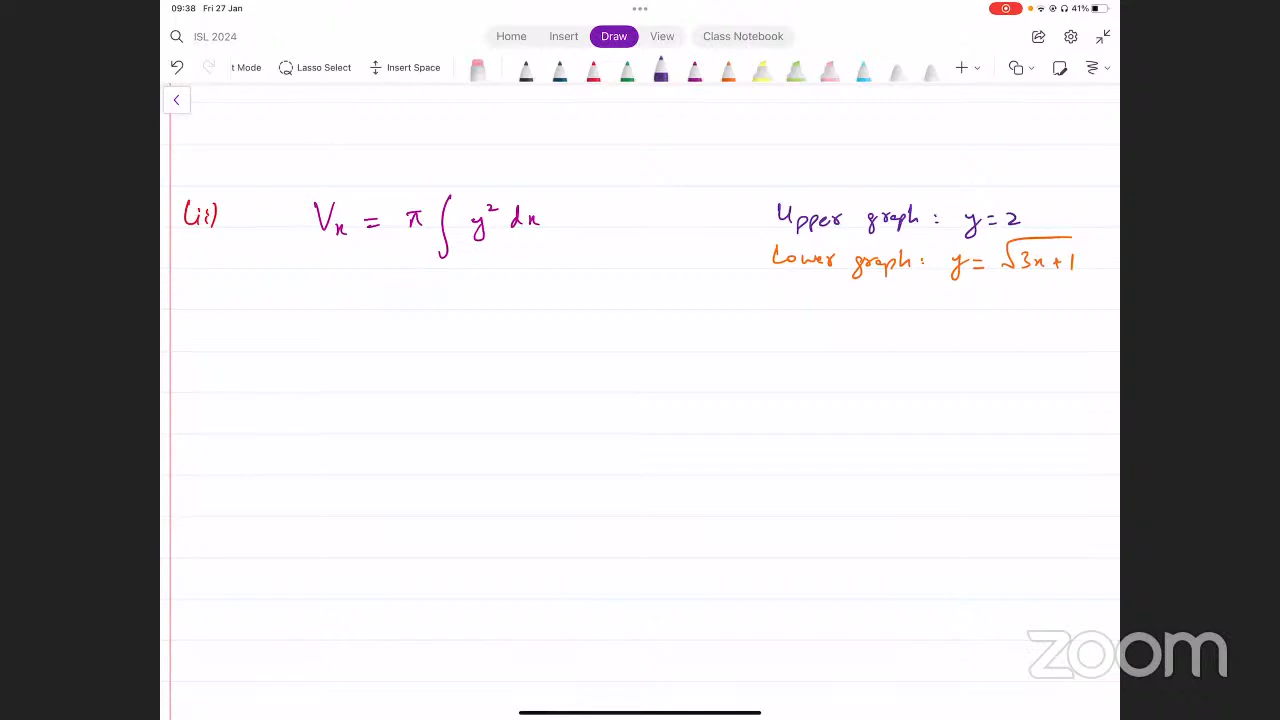 09:38 Fri 27 Jan
41%
ISL 2024
Home Insert Draw View Class Notebook
t Mode Lasso Select Insert Space
(ii) Vx = π ∫ y² dx
Upper graph: y = 2
Lower graph: y = √3x + 1
zoom